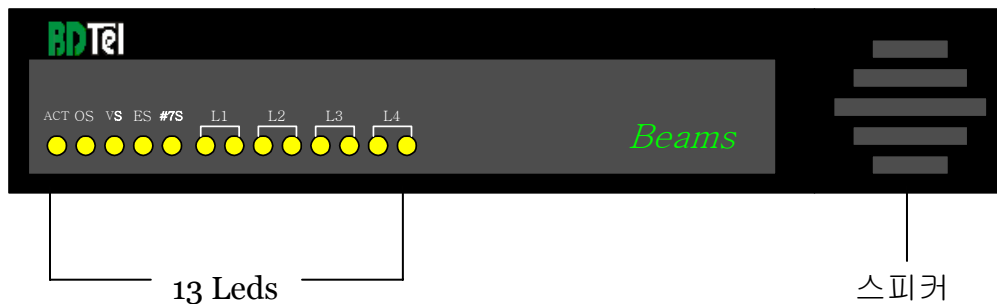 BDTel
ACT OS VS ES #7S L1 L2 L3 L4
Beams
13 Leds
스피커